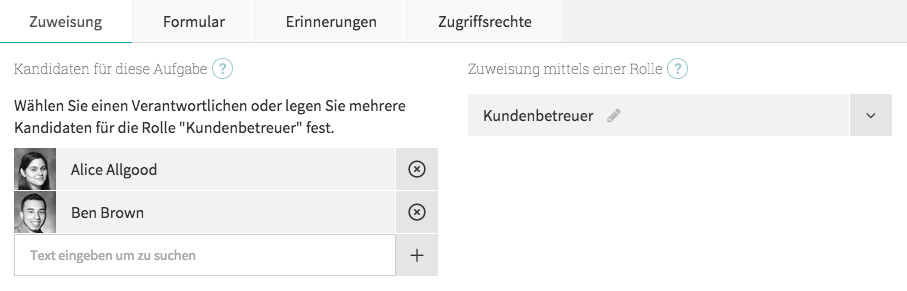 Zuweisung
Formular
Erinnerungen
Zugriffsrechte
Kandidaten für diese Aufgabe ?
Wählen Sie einen Verantwortlichen oder legen Sie mehrere
Kandidaten für die Rolle "Kundenbetreuer" fest.
Alice Allgood
Ben Brown
Text eingeben um zu suchen
Zuweisung mittels einer Rolle ?
Kundenbetreuer